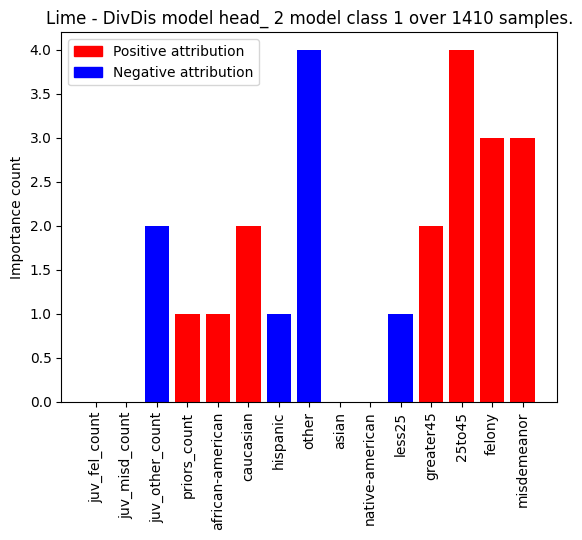 Lime - DivDis model head_ 2 model class 1 over 1410 samples.
Positive attribution
Negative attribution
Importance count
4.0
3.5
3.0
2.5
2.0
1.5
1.0
0.5
0.0
juv_fel_count
juv_misd_count
juv_other_count
priors_count
african-american
caucasian
hispanic
other
asian
native-american
less25
greater45
25to45
felony
misdemeanor